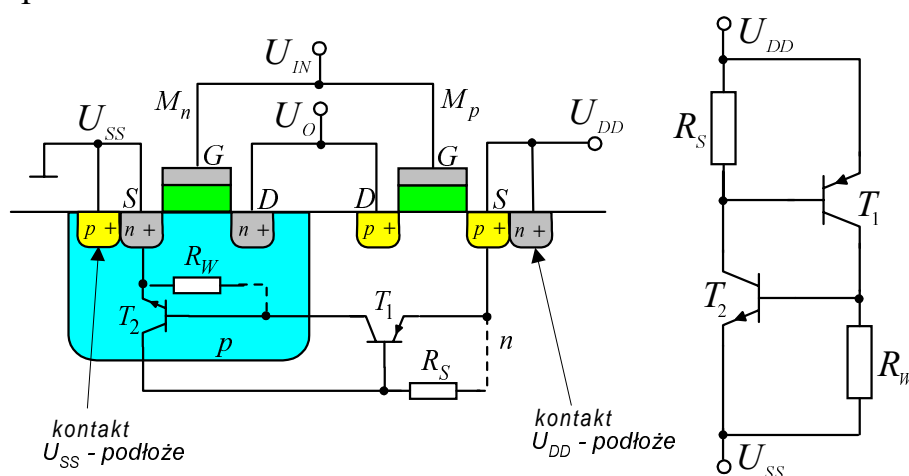 U_IN
M_n
M_p
U_O
U_SS
U_DD
G
G
S
D
D
S
p +
n +
n +
p +
p +
n +
R_W
T_1
T_2
p
R_S
n
kontakt
U_SS - podłoże
kontakt
U_DD - podłoże
U_DD
R_S
T_1
T_2
R_W
U_SS